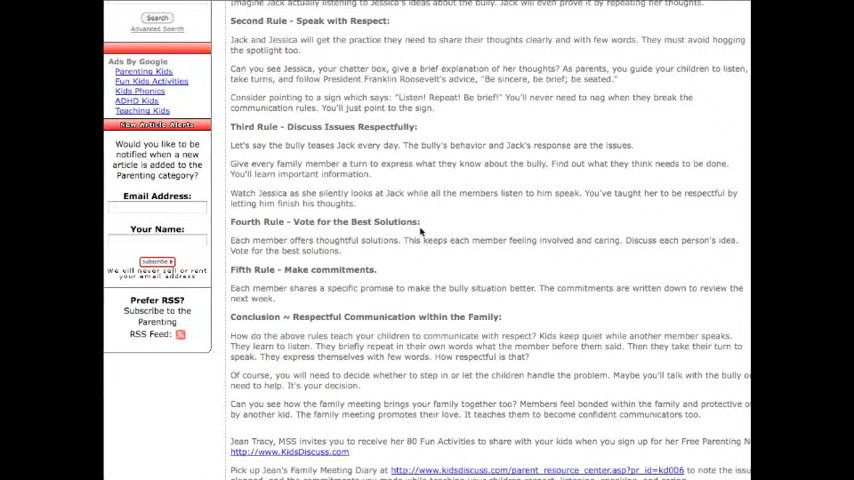 Search
Advanced Search
Ads By Google
Parenting Kids
Fun Kids Activities
Kids Phonics
ADHD Kids
Teaching Kids
New Article Alerts
Would you like to be
notified when a new
article is added to the
Parenting category?
Email Address:
Your Name:
subscribe
We will never sell or rent
your email address
Prefer RSS?
Subscribe to the
Parenting
RSS Feed:
Imagine Jack actually listening to Jessica's ideas about the bully. Jack will even prove it by repeating her thoughts.
Second Rule - Speak with Respect:
Jack and Jessica will get the practice they need to share their thoughts clearly and with few words. They must avoid hogging
the spotlight too.
Can you see Jessica, your chatter box, give a brief explanation of her thoughts? As parents, you guide your children to listen,
take turns, and follow President Franklin Roosevelt's advice, "Be sincere, be brief; be seated."
Consider pointing to a sign which says: "Listen! Repeat! Be brief!" You'll never need to nag when they break the
communication rules. You'll just point to the sign.
Third Rule - Discuss Issues Respectfully:
Let's say the bully teases Jack every day. The bully's behavior and Jack's response are the issues.
Give every family member a turn to express what they know about the bully. Find out what they think needs to be done.
You'll learn important information.
Watch Jessica as she silently looks at Jack while all the members listen to him speak. You've taught her to be respectful by
letting him finish his thoughts.
Fourth Rule - Vote for the Best Solutions:
Each member offers thoughtful solutions. This keeps each member feeling involved and caring. Discuss each person's idea.
Vote for the best solutions.
Fifth Rule - Make commitments.
Each member shares a specific promise to make the bully situation better. The commitments are written down to review the
next week.
Conclusion ~ Respectful Communication within the Family:
How do the above rules teach your children to communicate with respect? Kids keep quiet while another member speaks.
They learn to listen. They briefly repeat in their own words what the member before them said. Then they take their turn to
speak. They express themselves with few words. How respectful is that?
Of course, you will need to decide whether to step in or let the children handle the problem. Maybe you'll talk with the bully or
need to help. It's your decision.
Can you see how the family meeting brings your family together too? Members feel bonded within the family and protective of
by another kid. The family meeting promotes their love. It teaches them to become confident communicators too.
Jean Tracy, MSS invites you to receive her 80 Fun Activities to share with your kids when you sign up for her Free Parenting N
http://www.KidsDiscuss.com
Pick up Jean's Family Meeting Diary at http://www.kidsdiscuss.com/parent_resource_center.asp?pr_id=kd006 to note the issu